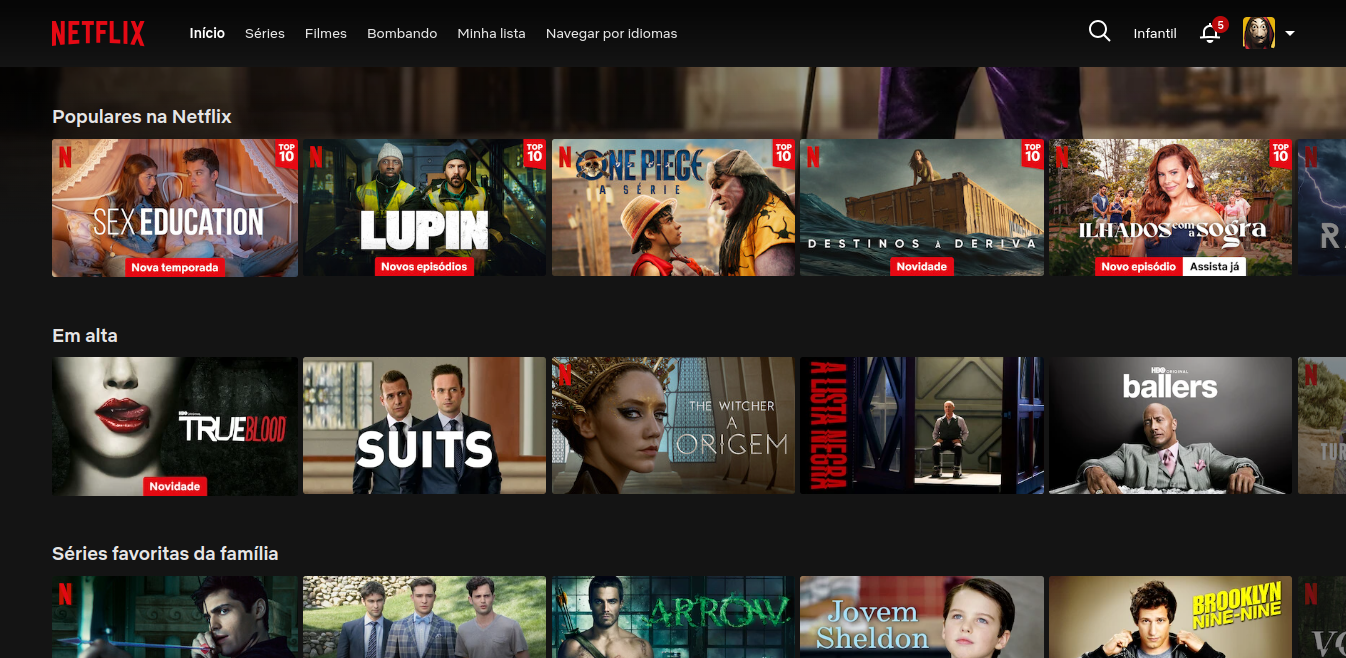 NETFLIX
Início Séries Filmes Bombando Minha lista Navegar por idiomas
Infantil
5
Populares na Netflix
N
TOP
10
SEX EDUCATION
Nova temporada
N
TOP
10
LUPIN
Novos episódios
N
TOP
10
ONE PIECE
A SÉRIE
N
TOP
10
DESTINOS À DERIVA
Novidade
N
TOP
10
ILHADOS com a sogra
Novo episódio Assista já
N
Em alta
TRUE BLOOD
Novidade
SUITS
N
THE WITCHER
A
ORIGEM
A LISTA NEGRA
HBO ORIGINAL
ballers
N
TUR
Séries favoritas da família
N
ARROW
Jovem
Sheldon
BROOKLYN
NINE-NINE
N